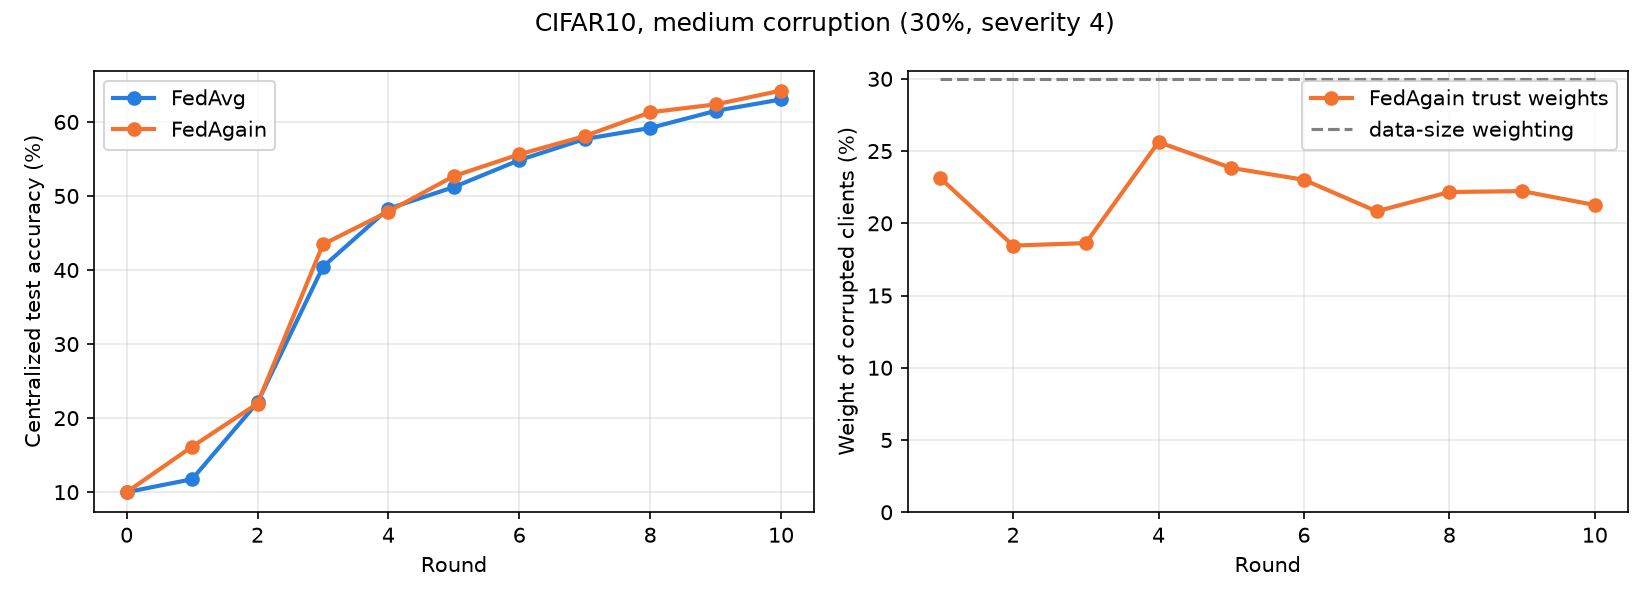 CIFAR10, medium corruption (30%, severity 4)
FedAvg
FedAgain
Centralized test accuracy (%)
60
50
40
30
20
10
0 2 4 6 8 10
Round
FedAgain trust weights
data-size weighting
Weight of corrupted clients (%)
30
25
20
15
10
5
0
2 4 6 8 10
Round